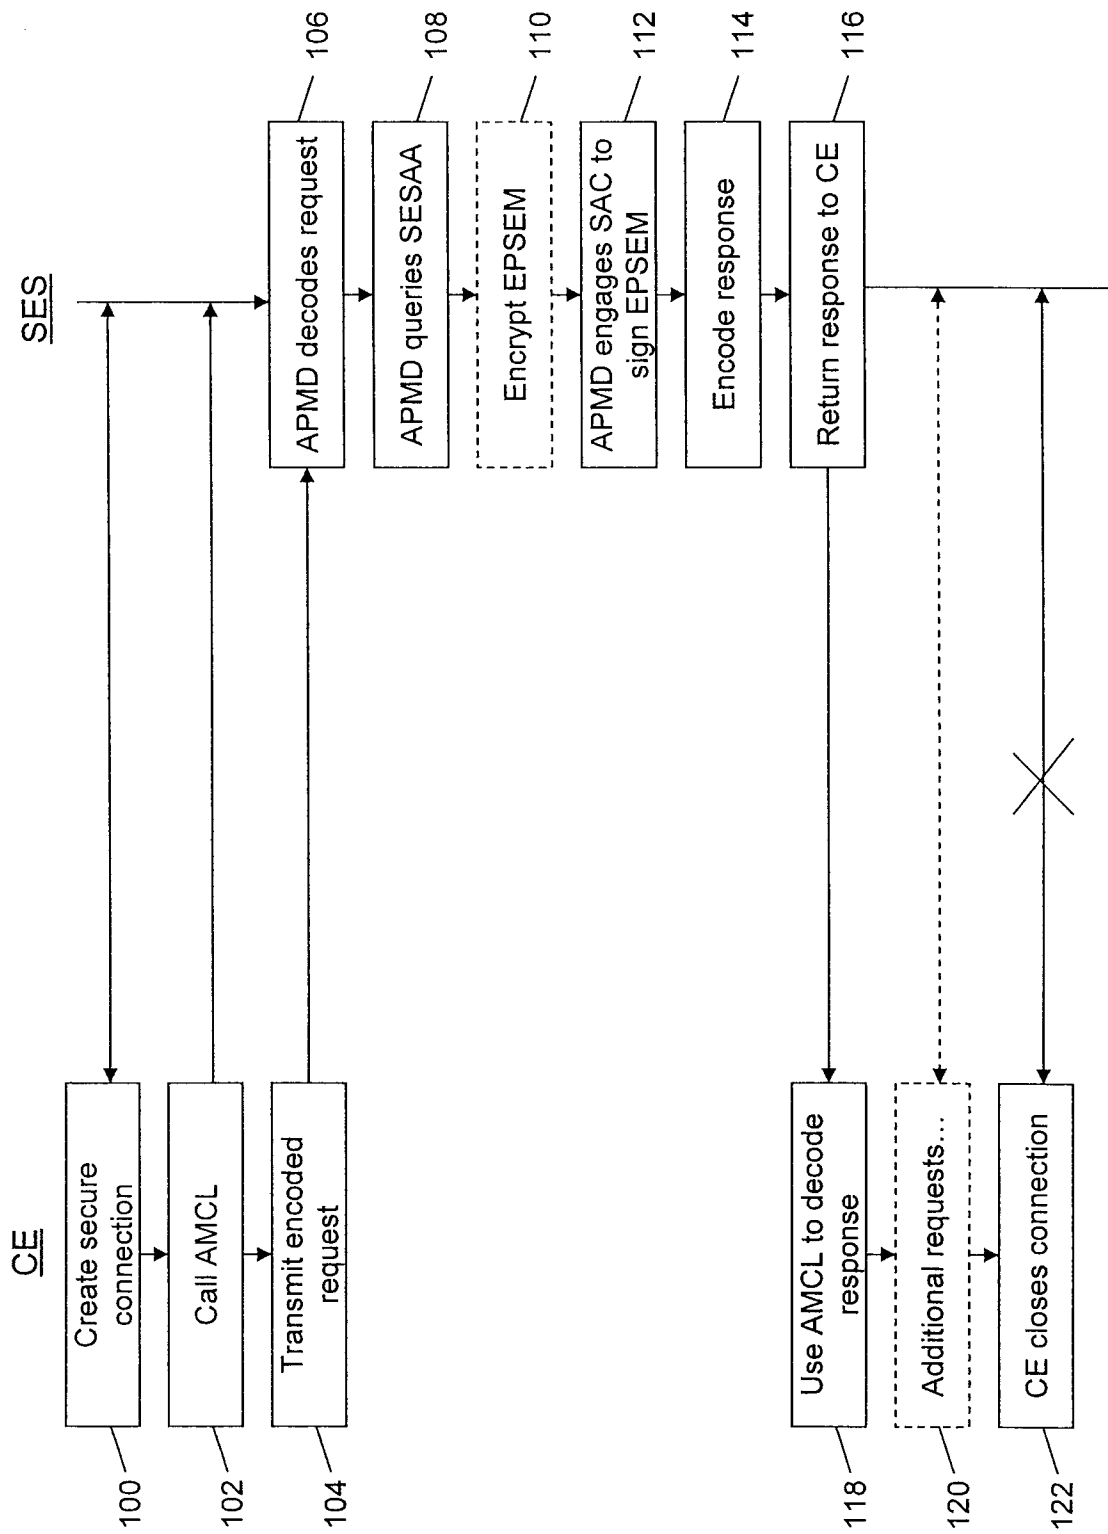 CE
SES
Create secure
connection
100
Call AMCL
102
Transmit encoded
request
104
APMD decodes request
106
APMD queries SESAA
108
Encrypt EPSEM
110
APMD engages SAC to
sign EPSEM
112
Encode response
114
Return response to CE
116
Use AMCL to decode
response
118
Additional requests...
120
CE closes connection
122